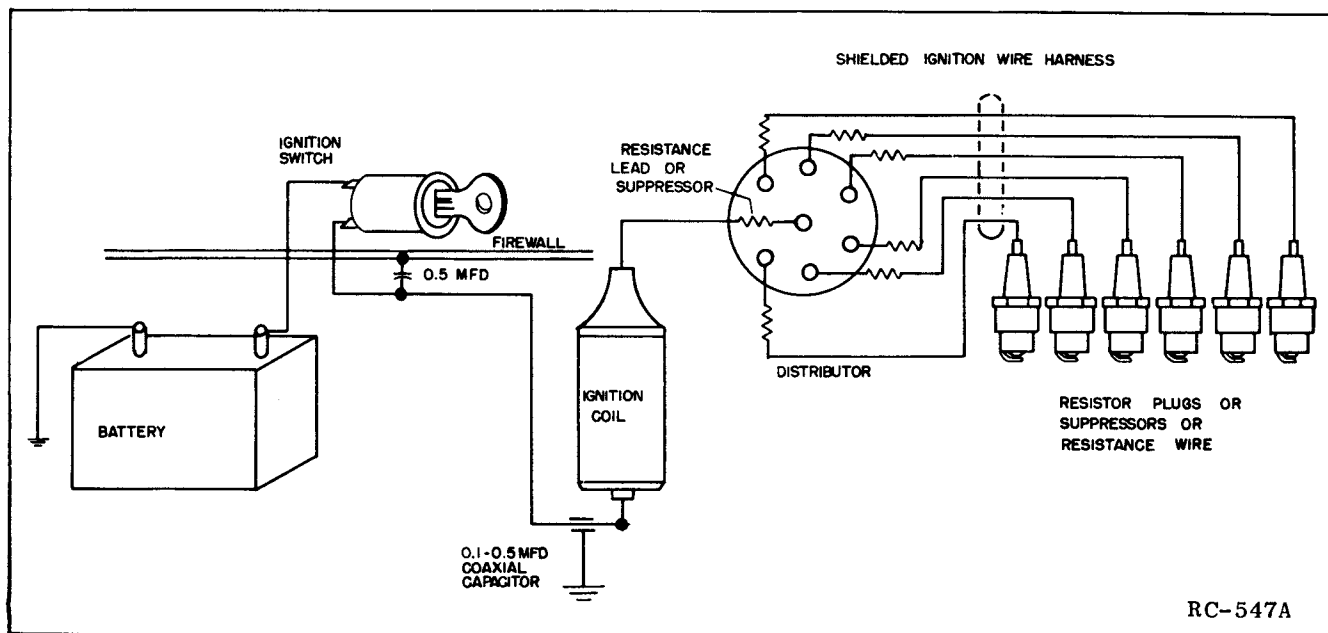 SHIELDED IGNITION WIRE HARNESS
IGNITION
SWITCH
RESISTANCE
LEAD OR
SUPPRESSOR
FIREWALL
0.5 MFD
BATTERY
IGNITION
COIL
DISTRIBUTOR
RESISTOR PLUGS OR
SUPPRESSORS OR
RESISTANCE WIRE
0.1-0.5 MFD
COAXIAL
CAPACITOR
RC-547A